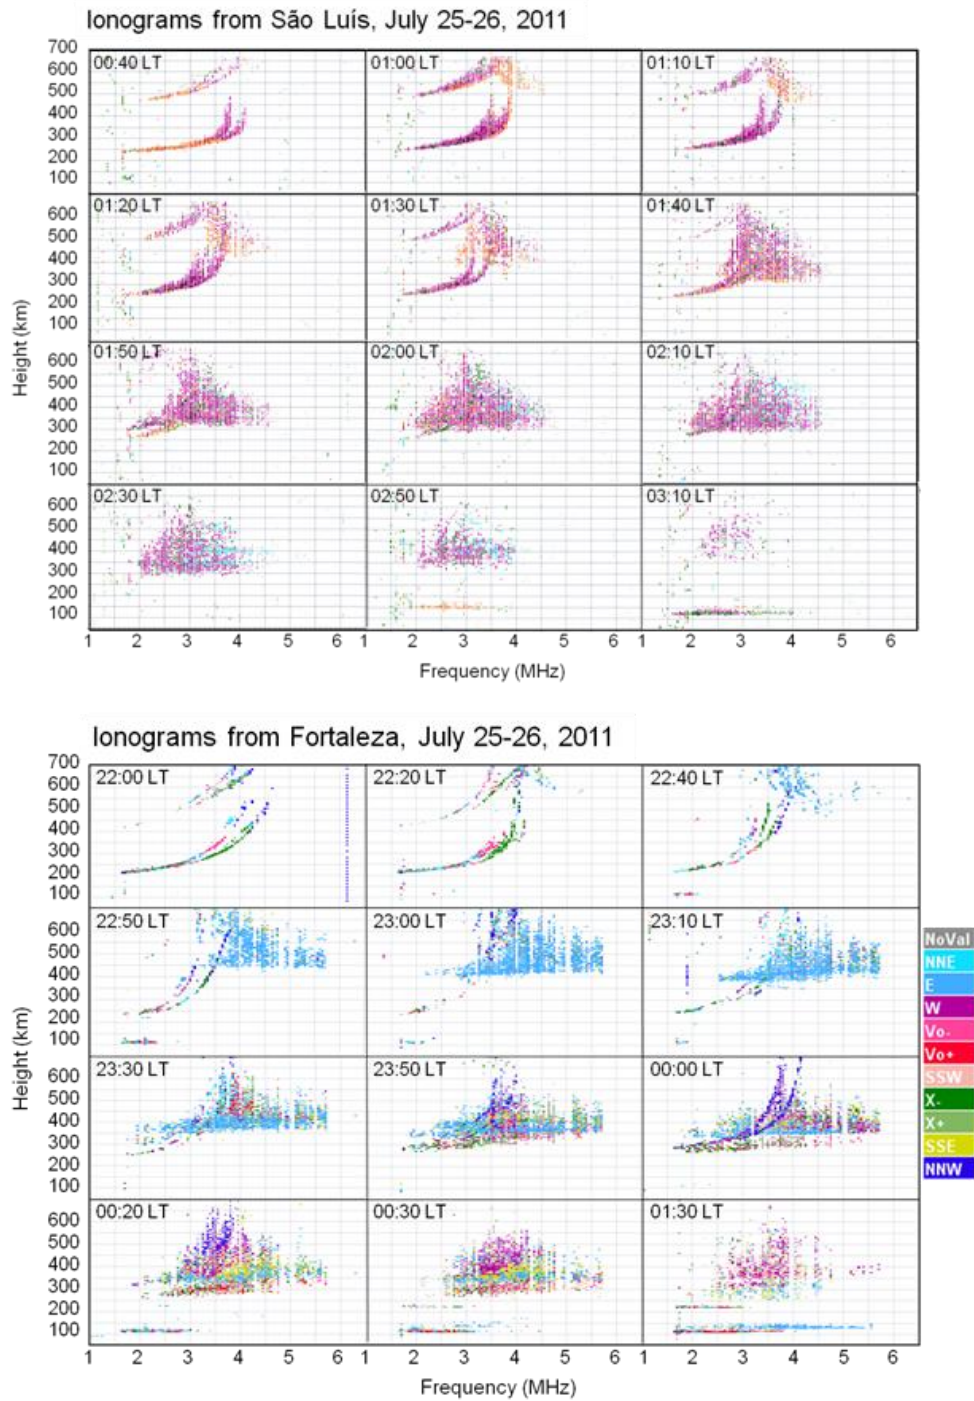 Ionograms from São Luís, July 25-26, 2011
700
600 00:40 LT 01:00 LT 01:10 LT
500
400
300
200
100
600 01:20 LT 01:30 LT 01:40 LT
500
400
300
200
100
Height (km)
600 01:50 LT 02:00 LT 02:10 LT
500
400
300
200
100
600 02:30 LT 02:50 LT 03:10 LT
500
400
300
200
100
1 2 3 4 5 6 1 2 3 4 5 6 1 2 3 4 5 6
Frequency (MHz)
Ionograms from Fortaleza, July 25-26, 2011
700
600 22:00 LT 22:20 LT 22:40 LT
500
400
300
200
100
600 22:50 LT 23:00 LT 23:10 LT
500
400
300
200
100
Height (km)
600 23:30 LT 23:50 LT 00:00 LT
500
400
300
200
100
600 00:20 LT 00:30 LT 01:30 LT
500
400
300
200
100
1 2 3 4 5 6 1 2 3 4 5 6 1 2 3 4 5 6
Frequency (MHz)
NoVal
NNE
E
W
Vo-
Vo+
SSW
X-
X+
SSE
NNW